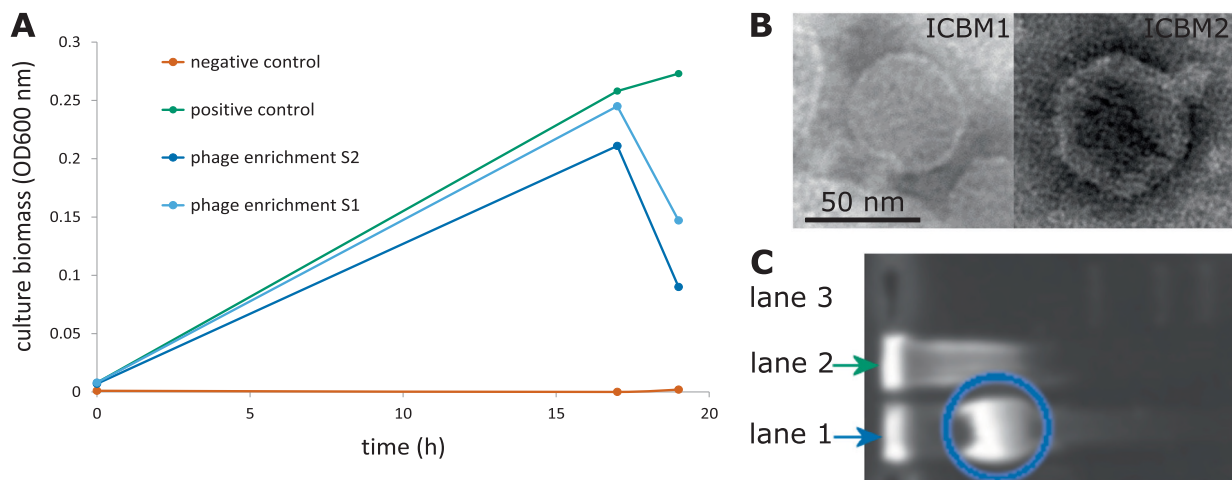 A
0.3
0.25
0.2
0.15
0.1
0.05
0
culture biomass (OD600 nm)
negative control
positive control
phage enrichment S2
phage enrichment S1
0
5
10
15
20
time (h)
B
ICBM1
ICBM2
50 nm
C
lane 3
lane 2
lane 1